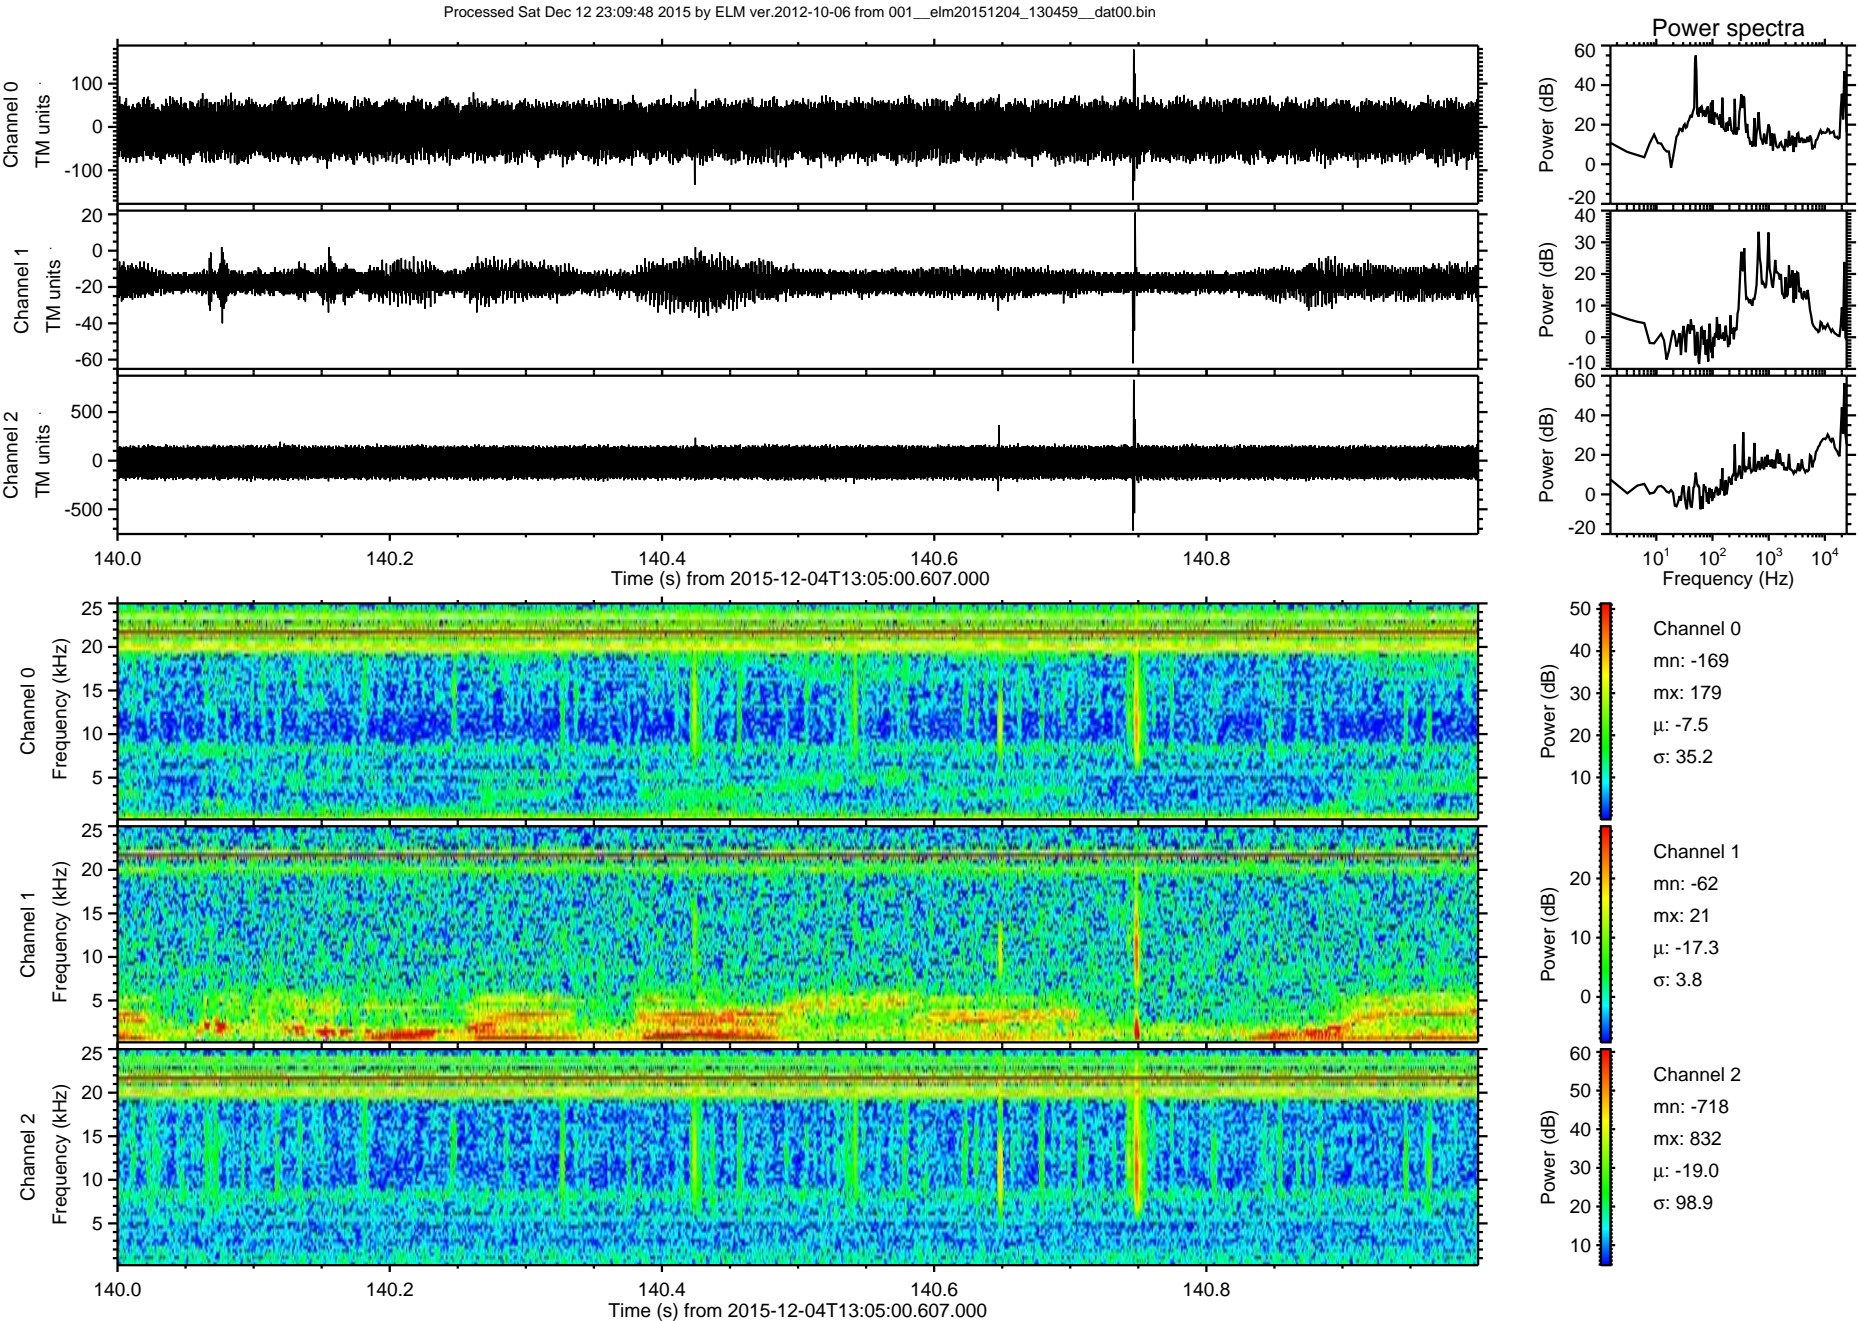 Processed Sat Dec 12 23:09:48 2015 by ELM ver.2012-10-06 from 001__elm20151204_130459__dat00.bin
Power spectra
Channel 0
TM units
100
0
-100
Power (dB)
60
40
20
0
-20
Channel 1
TM units
20
0
-20
-40
-60
Power (dB)
40
30
20
10
0
-10
Channel 2
TM units
500
0
-500
Power (dB)
60
40
20
0
-20
140.0 140.2 140.4 140.6 140.8
Time (s) from 2015-12-04T13:05:00.607.000
10^1 10^2 10^3 10^4
Frequency (Hz)
Channel 0
Frequency (kHz)
25
20
15
10
5
Power (dB)
50
40
30
20
10
Channel 0
mn: -169
mx: 179
μ: -7.5
σ: 35.2
Channel 1
Frequency (kHz)
25
20
15
10
5
Power (dB)
20
10
0
Channel 1
mn: -62
mx: 21
μ: -17.3
σ: 3.8
Channel 2
Frequency (kHz)
25
20
15
10
5
Power (dB)
60
50
40
30
20
10
Channel 2
mn: -718
mx: 832
μ: -19.0
σ: 98.9
140.0 140.2 140.4 140.6 140.8
Time (s) from 2015-12-04T13:05:00.607.000